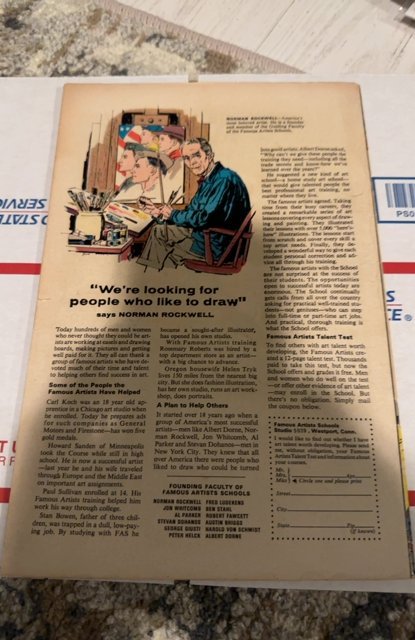 NORMAN ROCKWELL—America's
most beloved artist. He is a founder
and member of the Guiding Faculty
of the Famous Artists Schools.
"We're looking for
people who like to draw"
says NORMAN ROCKWELL
Today hundreds of men and women
who never thought they could be art-
ists are working at easels and drawing
boards, making pictures and getting
well paid for it. They all can thank a
group of famous artists who have de-
voted much of their time and talent
to helping others find success in art.
Some of the People the
Famous Artists Have Helped
Carl Koch was an 18 year old ap-
prentice in a Chicago art studio when
he enrolled. Today he prepares ads
for such companies as General
Motors and Firestone—has won five
gold medals.
Howard Sanden of Minneapolis
took the Course while still in high
school. He is now a successful artist
—last year he and his wife traveled
through Europe and the Middle East
on important art assignments.
Paul Sullivan enrolled at 14. His
Famous Artists training helped him
work his way through college.
Stan Bowen, father of three chil-
dren, was trapped in a dull, low-pay-
ing job. By studying with FAS he
became a sought-after illustrator,
has opened his own studio.
With Famous Artists training
Rosemary Roberts was hired by a
top department store as an artist—
with a big chance to advance.
Oregon housewife Helen Tryk
lives 150 miles from the nearest big
city. But she does fashion illustration,
has her own studio, runs an art work-
shop, does portraits.
A Plan to Help Others
It started over 18 years ago when a
group of America's most successful
artists—men like Albert Dorne, Nor-
man Rockwell, Jon Whitcomb, Al
Parker and Stevan Dohanos—met in
New York City. They knew that all
over America there were people who
liked to draw who could be turned
FOUNDING FACULTY OF
FAMOUS ARTISTS SCHOOLS
NORMAN ROCKWELL FRED LUDEKENS
JON WHITCOMB BEN STAHL
AL PARKER ROBERT FAWCETT
STEVAN DOHANOS AUSTIN BRIGGS
GEORGE GIUSTI HAROLD VON SCHMIDT
PETER HELCK ALBERT DORNE
into good artists. Albert Dorne asked,
"Why can't we give these people the
training they need—including all the
trade secrets and know-how we've
learned over the years?"
He suggested a new kind of art
school—a home study art school—
that would give talented people the
best professional art training, no
matter where they live.
The famous artists agreed. Taking
time from their busy careers, they
created a remarkable series of art
lessons covering every aspect of draw-
ing and painting. They illustrated
their lessons with over 5,000 "here's-
how" illustrations. The lessons start
from scratch and cover every skill a
top artist needs. Finally, they de-
veloped a wonderful way to give each
student personal correction and ad-
vice all through his training.
The famous artists with the School
are not surprised at the success of
their students. The opportunities
open to successful artists today are
enormous. The School continually
gets calls from all over the country
asking for practical well-trained stu-
dents—not geniuses—who can step
into full-time or part-time art jobs.
And practical, thorough training is
what the School offers.
Famous Artists Talent Test
To find others with art talent worth
developing, the Famous Artists cre-
ated a 12-page talent test. Thousands
paid to take this test, but now the
School offers and grades it free. Men
and women who do well on the test
—or offer other evidence of art talent
—may enroll in the School. But
there's no obligation. Simply mail
the coupon below.
Famous Artists Schools
Studio, Westport, Conn.
I would like to find out whether I have
art talent worth developing. Please send
me, without obligation, your Famous
Artists Talent Test and information about
your courses.
Mr.
Mrs. Age
Miss Circle one and please print
Street
City
State Zip
(if known)
PS0